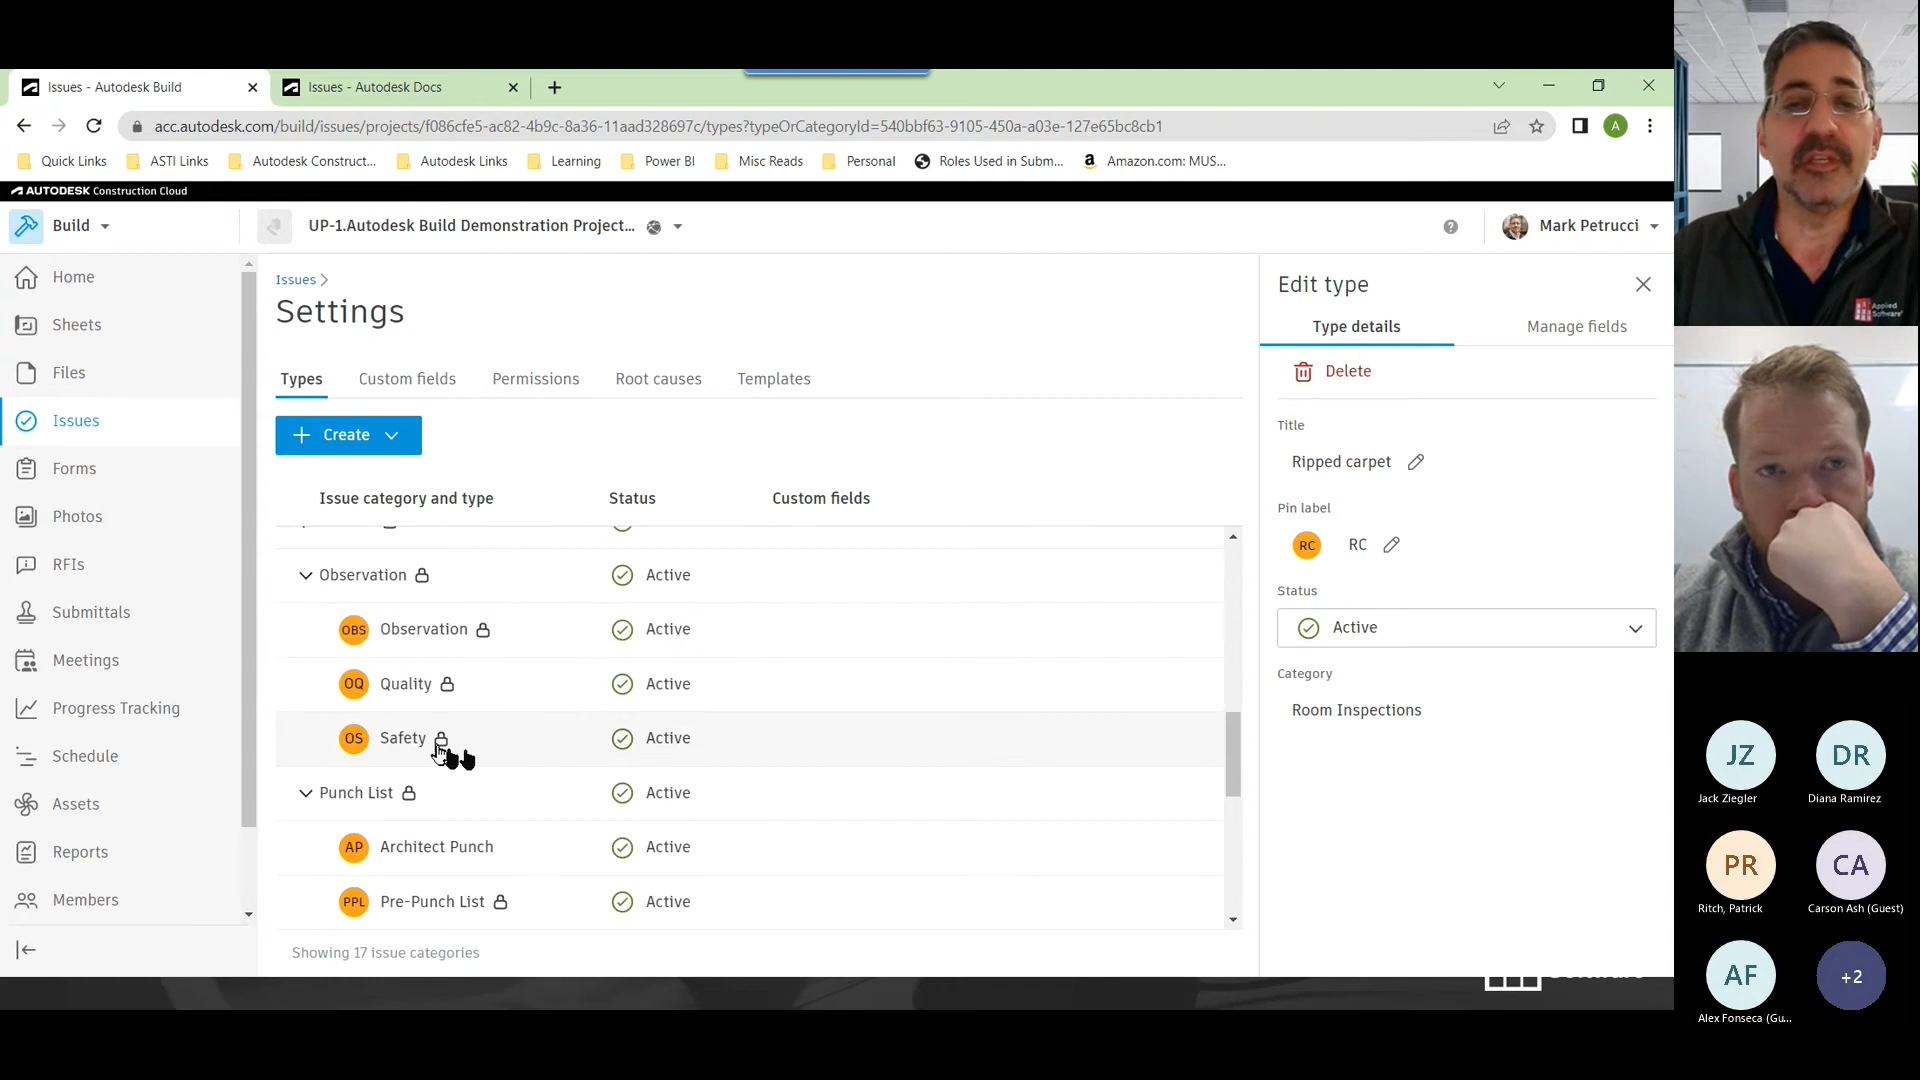 Issues - Autodesk Build
Issues - Autodesk Docs
acc.autodesk.com/build/issues/projects/f086cfe5-ac82-4b9c-8a36-11aad328697c/types?typeOrCategoryId=540bbf63-9105-450a-a03e-127e65bc8cb1
A
Quick Links
ASTI Links
Autodesk Construct...
Autodesk Links
Learning
Power BI
Misc Reads
Personal
Roles Used in Subm...
a
Amazon.com: MUS...
AUTODESK Construction Cloud
Build
UP-1.Autodesk Build Demonstration Project...
Mark Petrucci
Home
Sheets
Files
Issues
Forms
Photos
RFIs
Submittals
Meetings
Progress Tracking
Schedule
Assets
Reports
Members
Issues
Settings
Types
Custom fields
Permissions
Root causes
Templates
Create
Issue category and type
Status
Custom fields
Observation
Active
OBS
Observation
Active
OQ
Quality
Active
OS
Safety
Active
Punch List
Active
AP
Architect Punch
Active
PPL
Pre-Punch List
Active
Showing 17 issue categories
Edit type
Type details
Manage fields
Delete
Title
Ripped carpet
Pin label
RC
RC
Status
Active
Category
Room Inspections
Applied
Software
JZ
Jack Ziegler
DR
Diana Ramirez
PR
Ritch, Patrick
CA
Carson Ash (Guest)
AF
Alex Fonseca (Gu...
+2